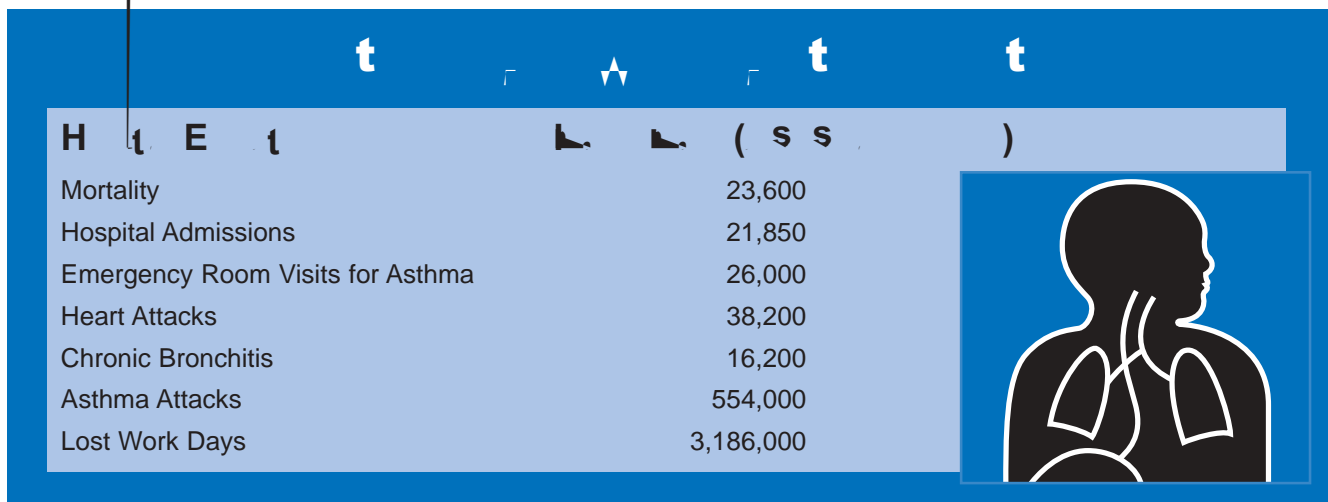 Mortality 23,600
Hospital Admissions 21,850
Emergency Room Visits for Asthma 26,000
Heart Attacks 38,200
Chronic Bronchitis 16,200
Asthma Attacks 554,000
Lost Work Days 3,186,000